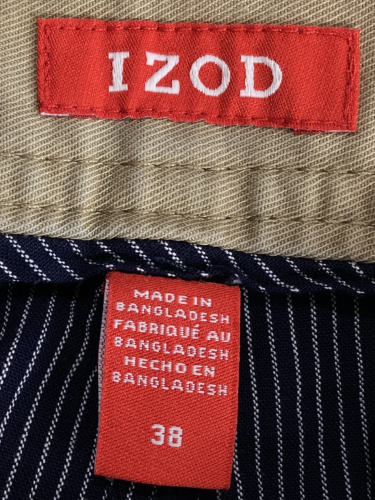 IZOD
MADE IN
BANGLADESH
FABRIQUÉ AU
BANGLADESH
HECHO EN
BANGLADESH
38